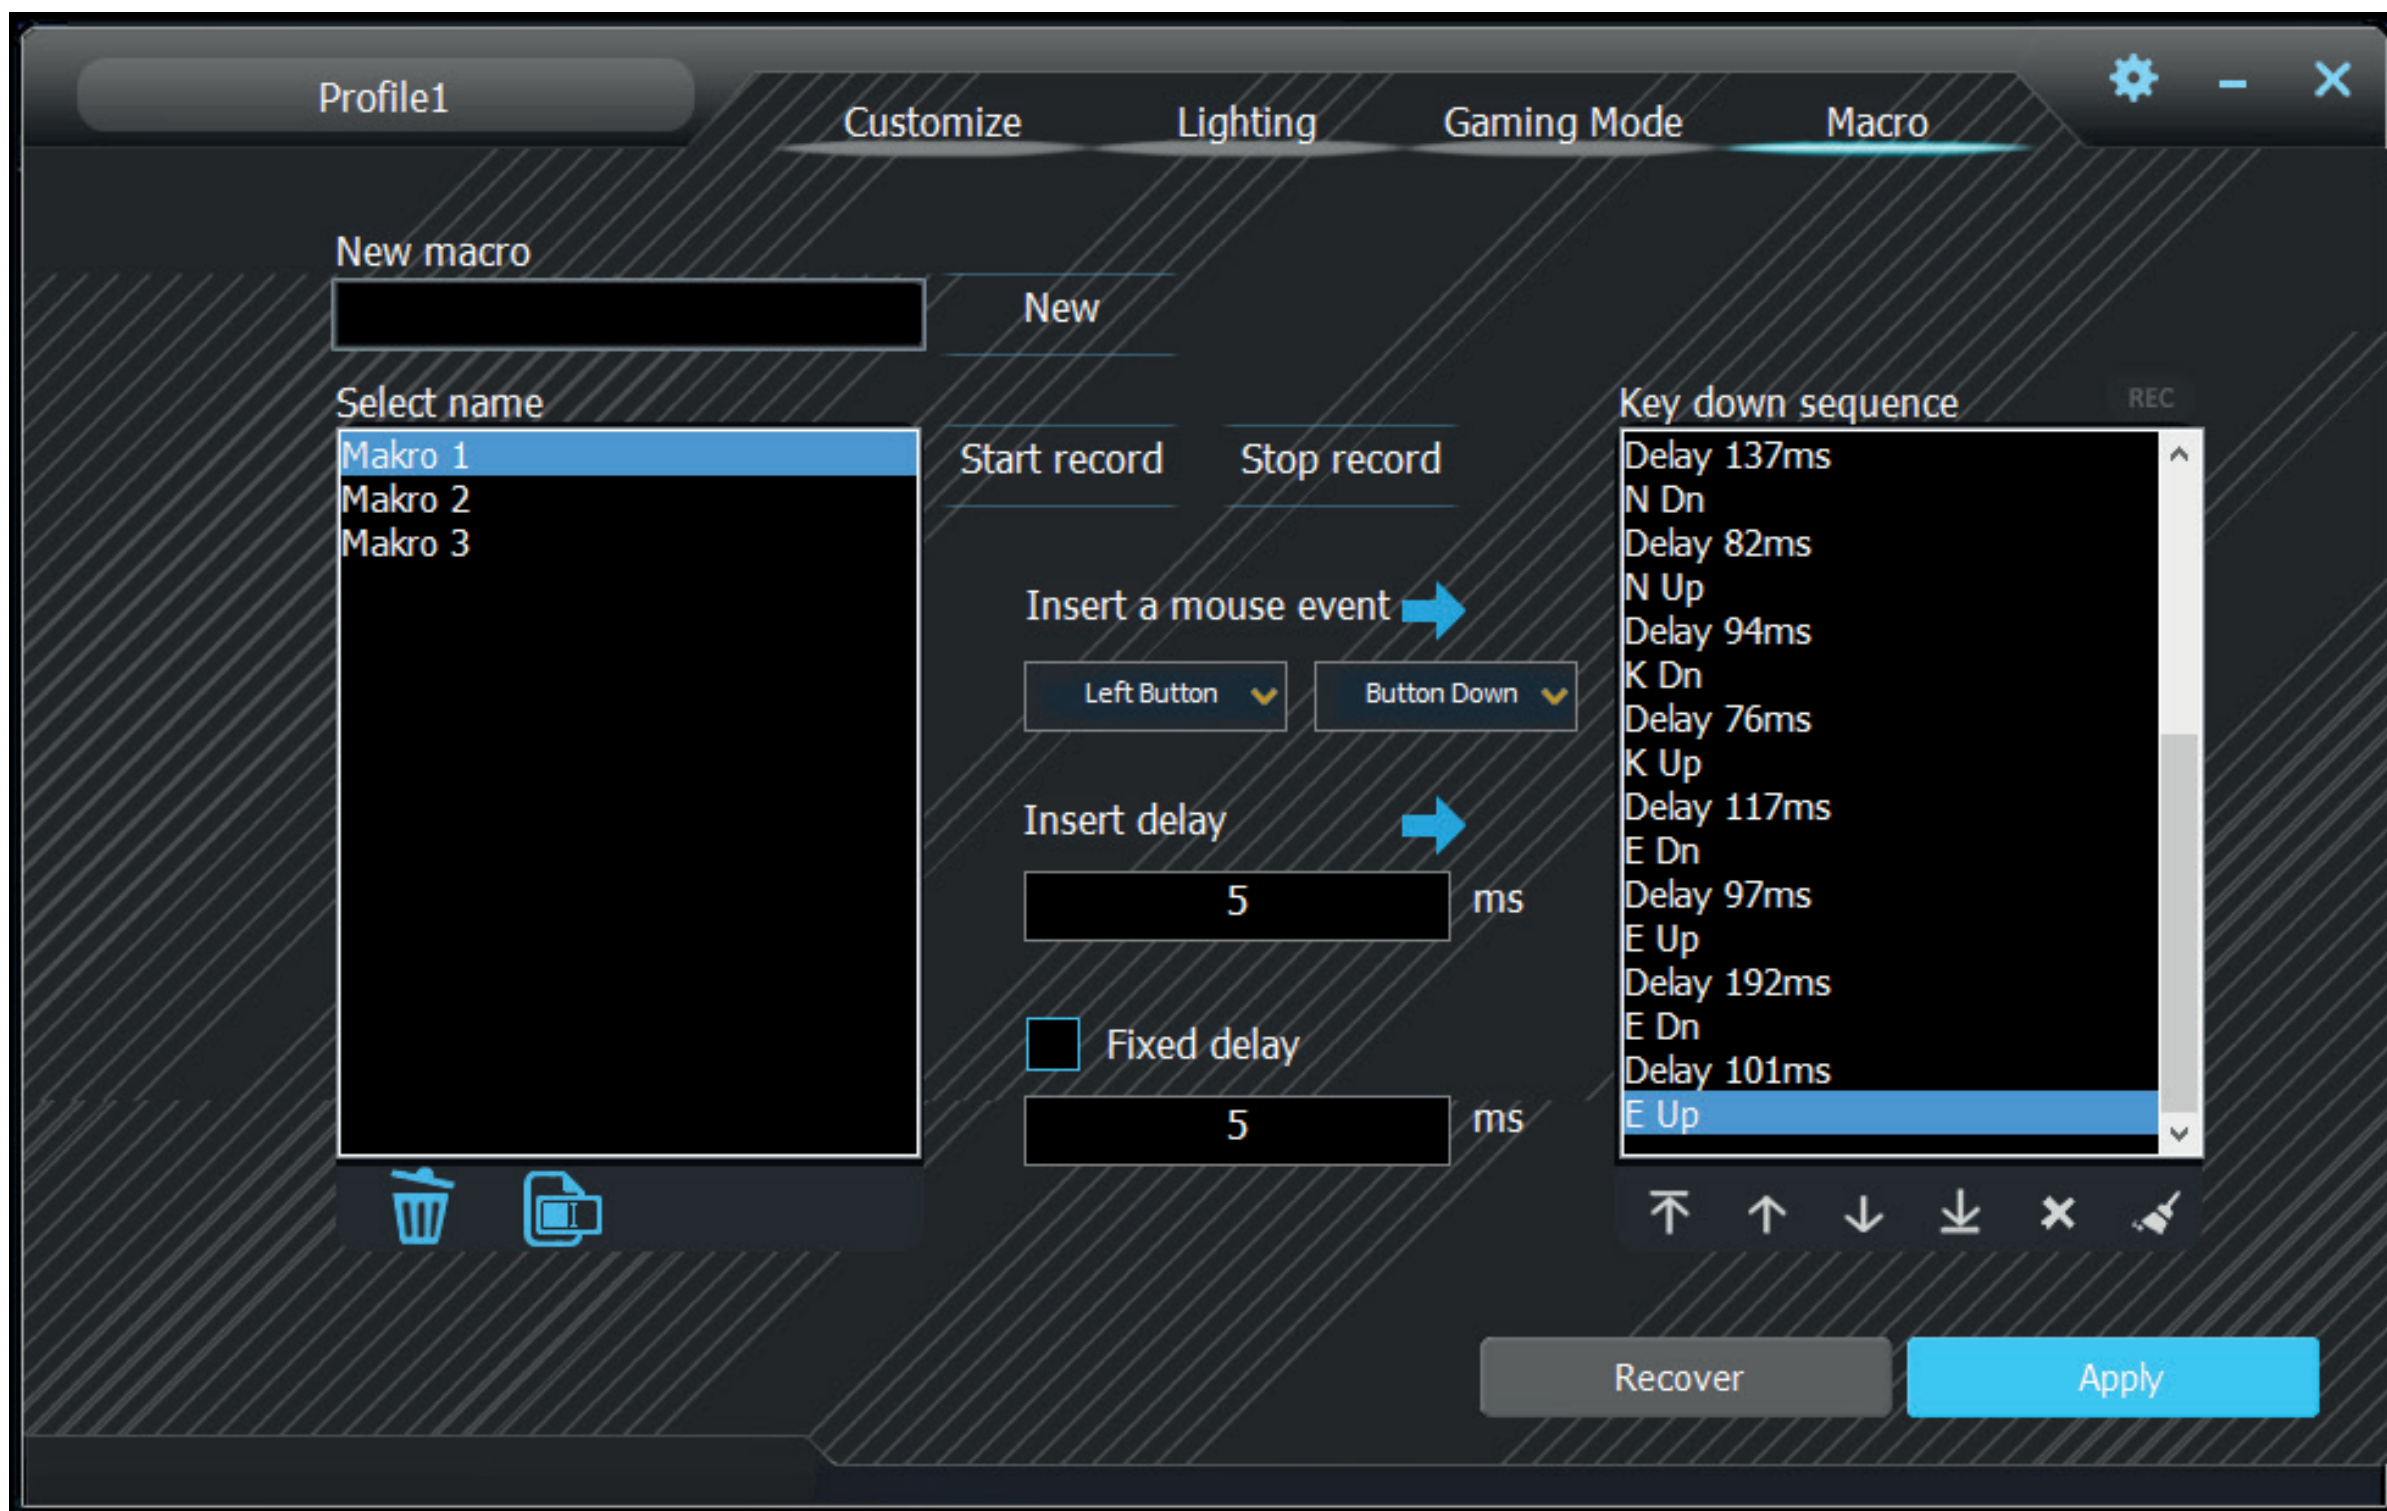 Profile1
Customize
Lighting
Gaming Mode
Macro
New macro
New
Select name
Makro 1
Makro 2
Makro 3
Start record
Stop record
Insert a mouse event
Left Button
Button Down
Insert delay
5
ms
Fixed delay
5
ms
Key down sequence
REC
Delay 137ms
N Dn
Delay 82ms
N Up
Delay 94ms
K Dn
Delay 76ms
K Up
Delay 117ms
E Dn
Delay 97ms
E Up
Delay 192ms
E Dn
Delay 101ms
E Up
Recover
Apply